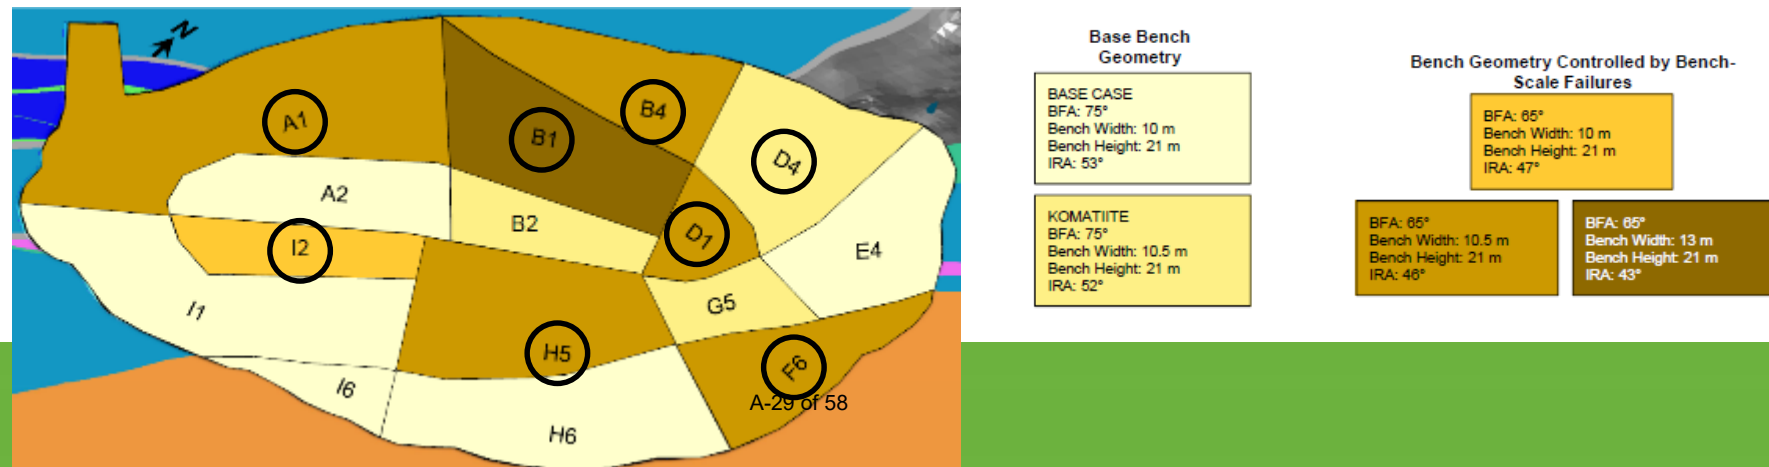 N
A1
B1
B4
D4
A2
B2
D1
E4
I2
G5
I1
H5
F6
I6
A-29 of 58
H6
Base Bench
Geometry
BASE CASE
BFA: 75°
Bench Width: 10 m
Bench Height: 21 m
IRA: 53°
KOMATIITE
BFA: 75°
Bench Width: 10.5 m
Bench Height: 21 m
IRA: 52°
Bench Geometry Controlled by Bench-
Scale Failures
BFA: 65°
Bench Width: 10 m
Bench Height: 21 m
IRA: 47°
BFA: 65°
Bench Width: 10.5 m
Bench Height: 21 m
IRA: 46°
BFA: 65°
Bench Width: 13 m
Bench Height: 21 m
IRA: 43°